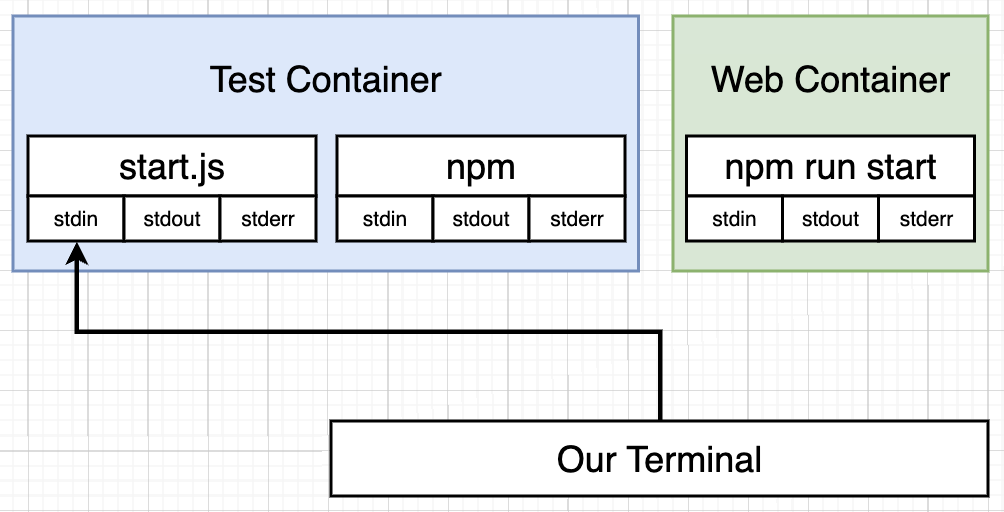 Test Container
Web Container
start.js
npm
npm run start
stdin
stdout
stderr
stdin
stdout
stderr
stdin
stdout
stderr
Our Terminal